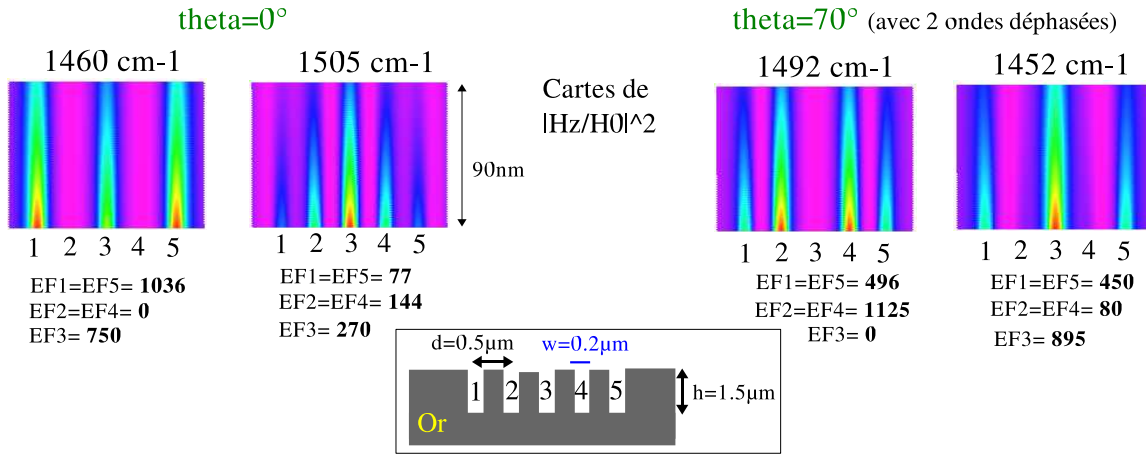 theta=0°
theta=70° (avec 2 ondes déphasées)
1460 cm-1
1505 cm-1
1492 cm-1
1452 cm-1
Cartes de
|Hz/H0|^2
90nm
1 2 3 4 5
1 2 3 4 5
1 2 3 4 5
1 2 3 4 5
EF1=EF5= 1036
EF2=EF4= 0
EF3= 750
EF1=EF5= 77
EF2=EF4= 144
EF3= 270
EF1=EF5= 496
EF2=EF4= 1125
EF3= 0
EF1=EF5= 450
EF2=EF4= 80
EF3= 895
d=0.5µm
w=0.2µm
1 2 3 4 5
h=1.5µm
Or